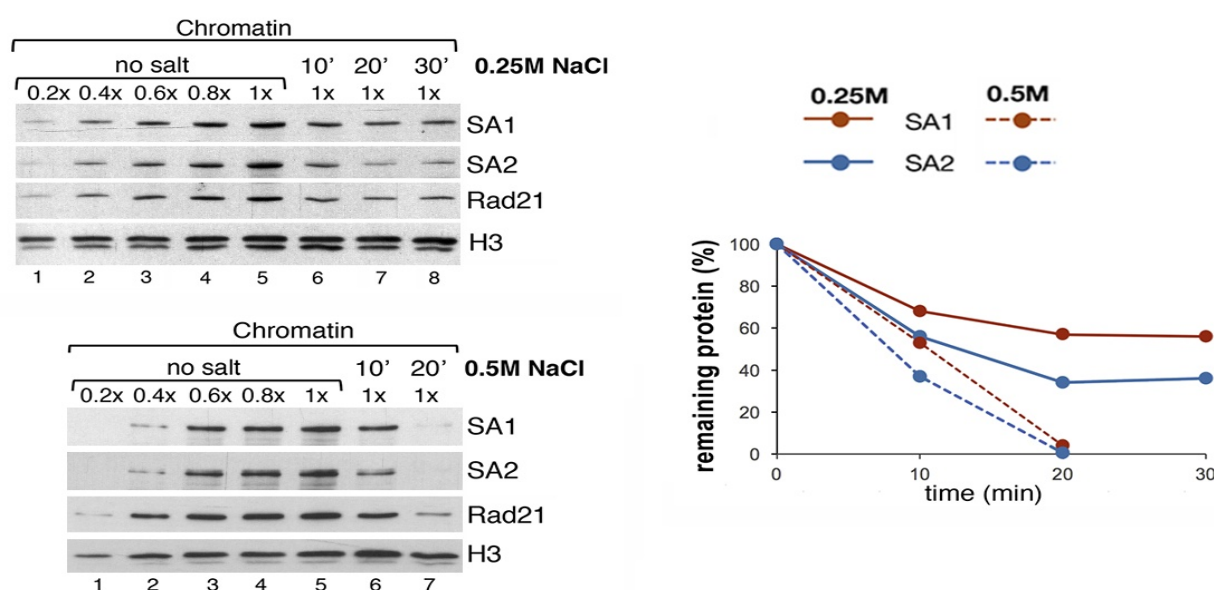 Chromatin
no salt 10’ 20’ 30’ 0.25M NaCl
0.2x 0.4x 0.6x 0.8x 1x 1x 1x 1x
SA1
SA2
Rad21
H3
1 2 3 4 5 6 7 8
Chromatin
no salt 10’ 20’ 0.5M NaCl
0.2x 0.4x 0.6x 0.8x 1x 1x 1x
SA1
SA2
Rad21
H3
1 2 3 4 5 6 7
0.25M 0.5M
SA1
SA2
remaining protein (%)
100
80
60
40
20
0
0 10 20 30
time (min)